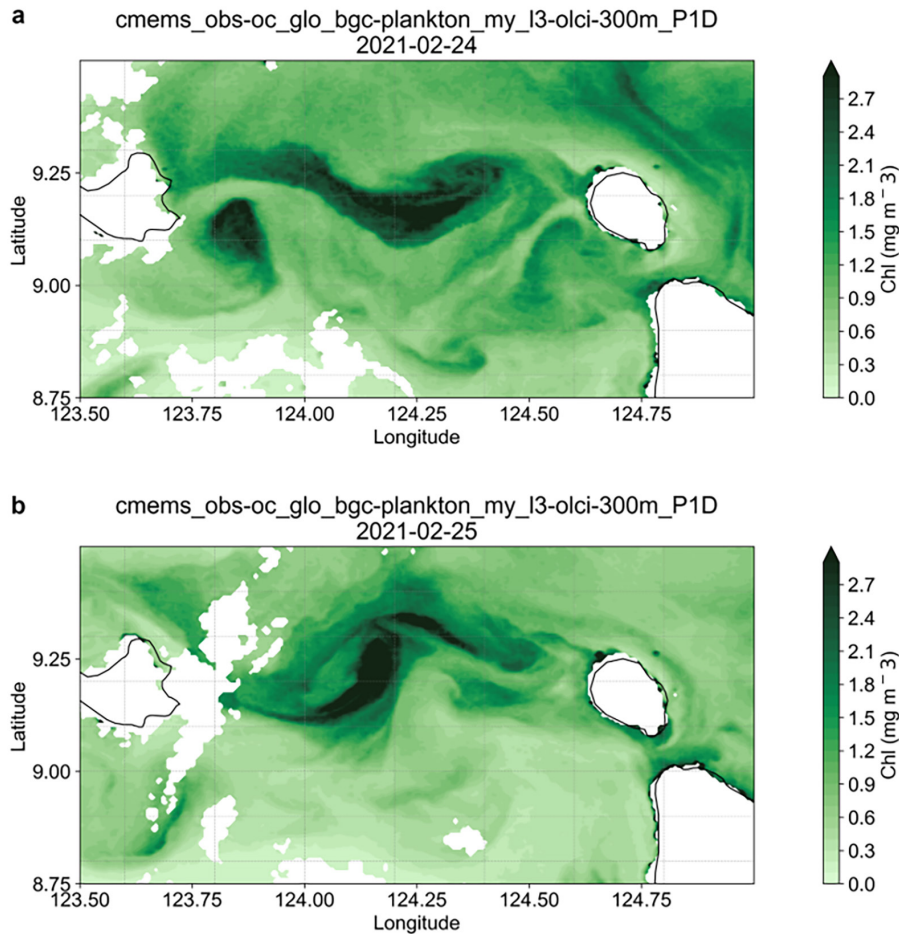 a
cmems_obs-oc_glo_bgc-plankton_my_l3-olci-300m_P1D
2021-02-24
Latitude
9.25
9.00
8.75
123.50 123.75 124.00 124.25 124.50 124.75
Longitude
2.7
2.4
2.1
1.8
1.5
1.2
0.9
0.6
0.3
0.0
Chl (mg m − 3)
b
cmems_obs-oc_glo_bgc-plankton_my_l3-olci-300m_P1D
2021-02-25
Latitude
9.25
9.00
8.75
123.50 123.75 124.00 124.25 124.50 124.75
Longitude
2.7
2.4
2.1
1.8
1.5
1.2
0.9
0.6
0.3
0.0
Chl (mg m − 3)